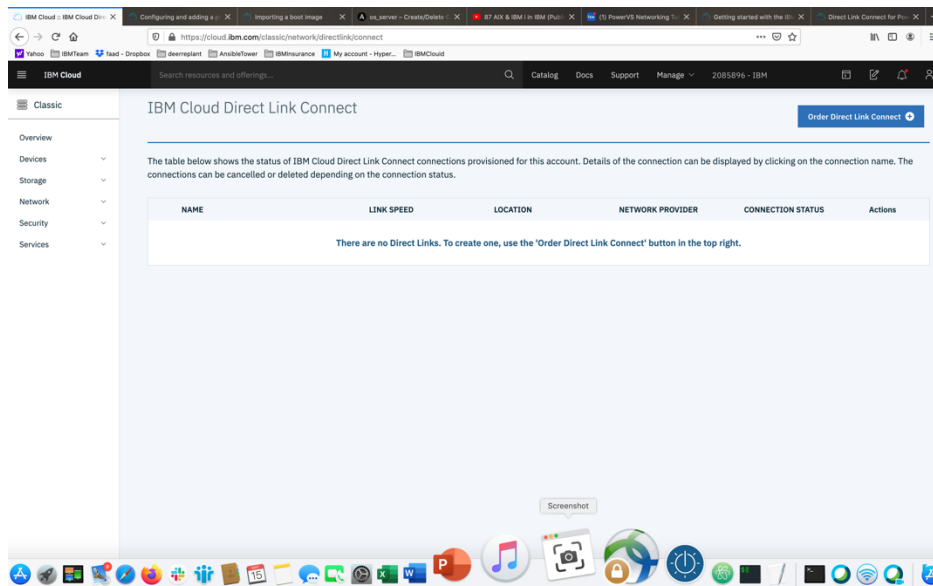 IBM Cloud :: IBM Cloud Dire
Configuring and adding a
Importing a boot image
os_server – Create/Delete
87 AIX & IBM i in IBM (Publi
(1) PowerVS Networking Tu
Getting started with the IB
Direct Link Connect for Pow
https://cloud.ibm.com/classic/network/directlink/connect
Yahoo IBMTeam faad - Dropbox deerreplant AnsibleTower IBMInsurance My account - Hyper... IBMClouid
IBM Cloud
Search resources and offerings...
Catalog Docs Support Manage 2085896 - IBM
Classic
Overview
Devices
Storage
Network
Security
Services
IBM Cloud Direct Link Connect
Order Direct Link Connect
The table below shows the status of IBM Cloud Direct Link Connect connections provisioned for this account. Details of the connection can be displayed by clicking on the connection name. The
connections can be cancelled or deleted depending on the connection status.
NAME LINK SPEED LOCATION NETWORK PROVIDER CONNECTION STATUS Actions
There are no Direct Links. To create one, use the 'Order Direct Link Connect' button in the top right.
Screenshot
15